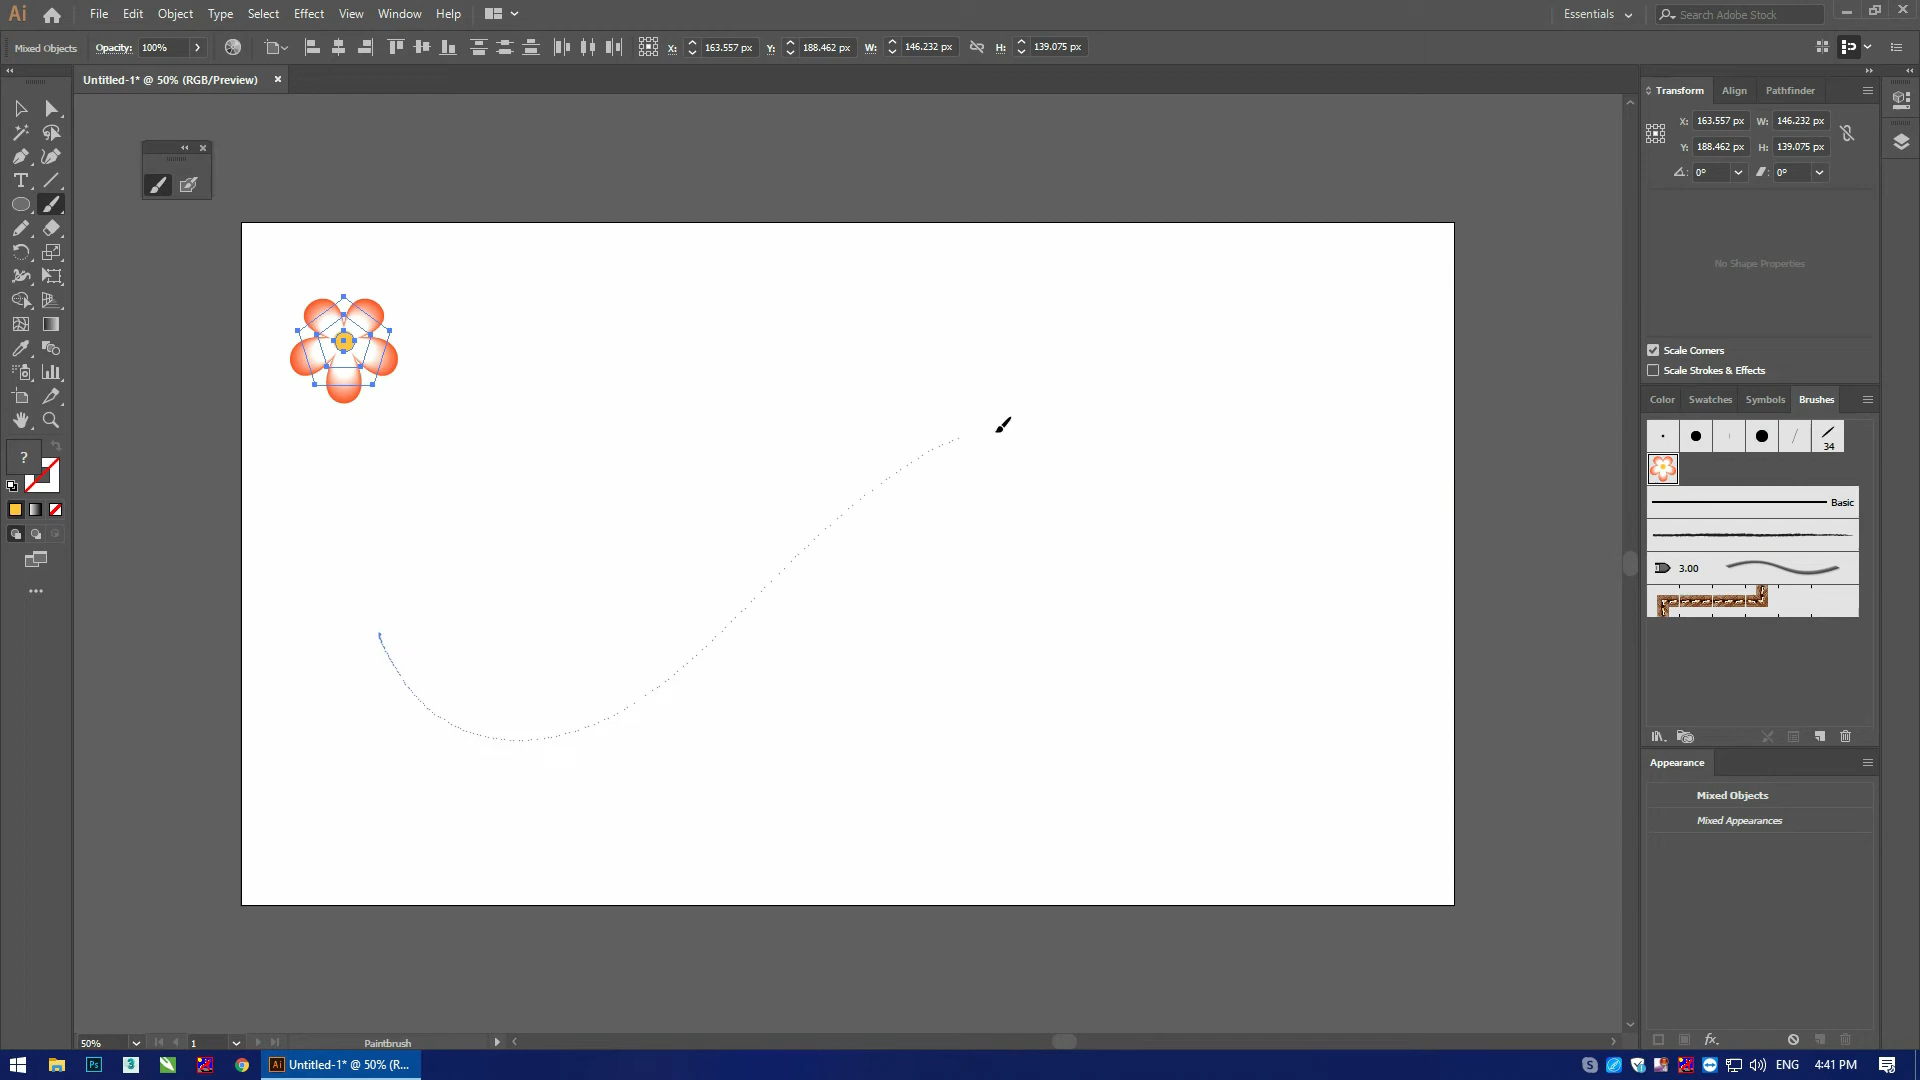 Ai File Edit Object Type Select Effect View Window Help Essentials Search Adobe Stock
Mixed Objects Opacity: 100% X: 163.557 px Y: 188.462 px W: 146.232 px H: 139.075 px
Untitled-1* @ 50% (RGB/Preview)
Transform Align Pathfinder
X: 163.557 px W: 146.232 px
Y: 188.462 px H: 139.075 px
0° 0°
No Shape Properties
Scale Corners
Scale Strokes & Effects
Color Swatches Symbols Brushes
34
Basic
3.00
?
Appearance
Mixed Objects
Mixed Appearances
fx
50% 1 Paintbrush
Ps 3 Ai Untitled-1* @ 50% (R... S ENG 4:41 PM